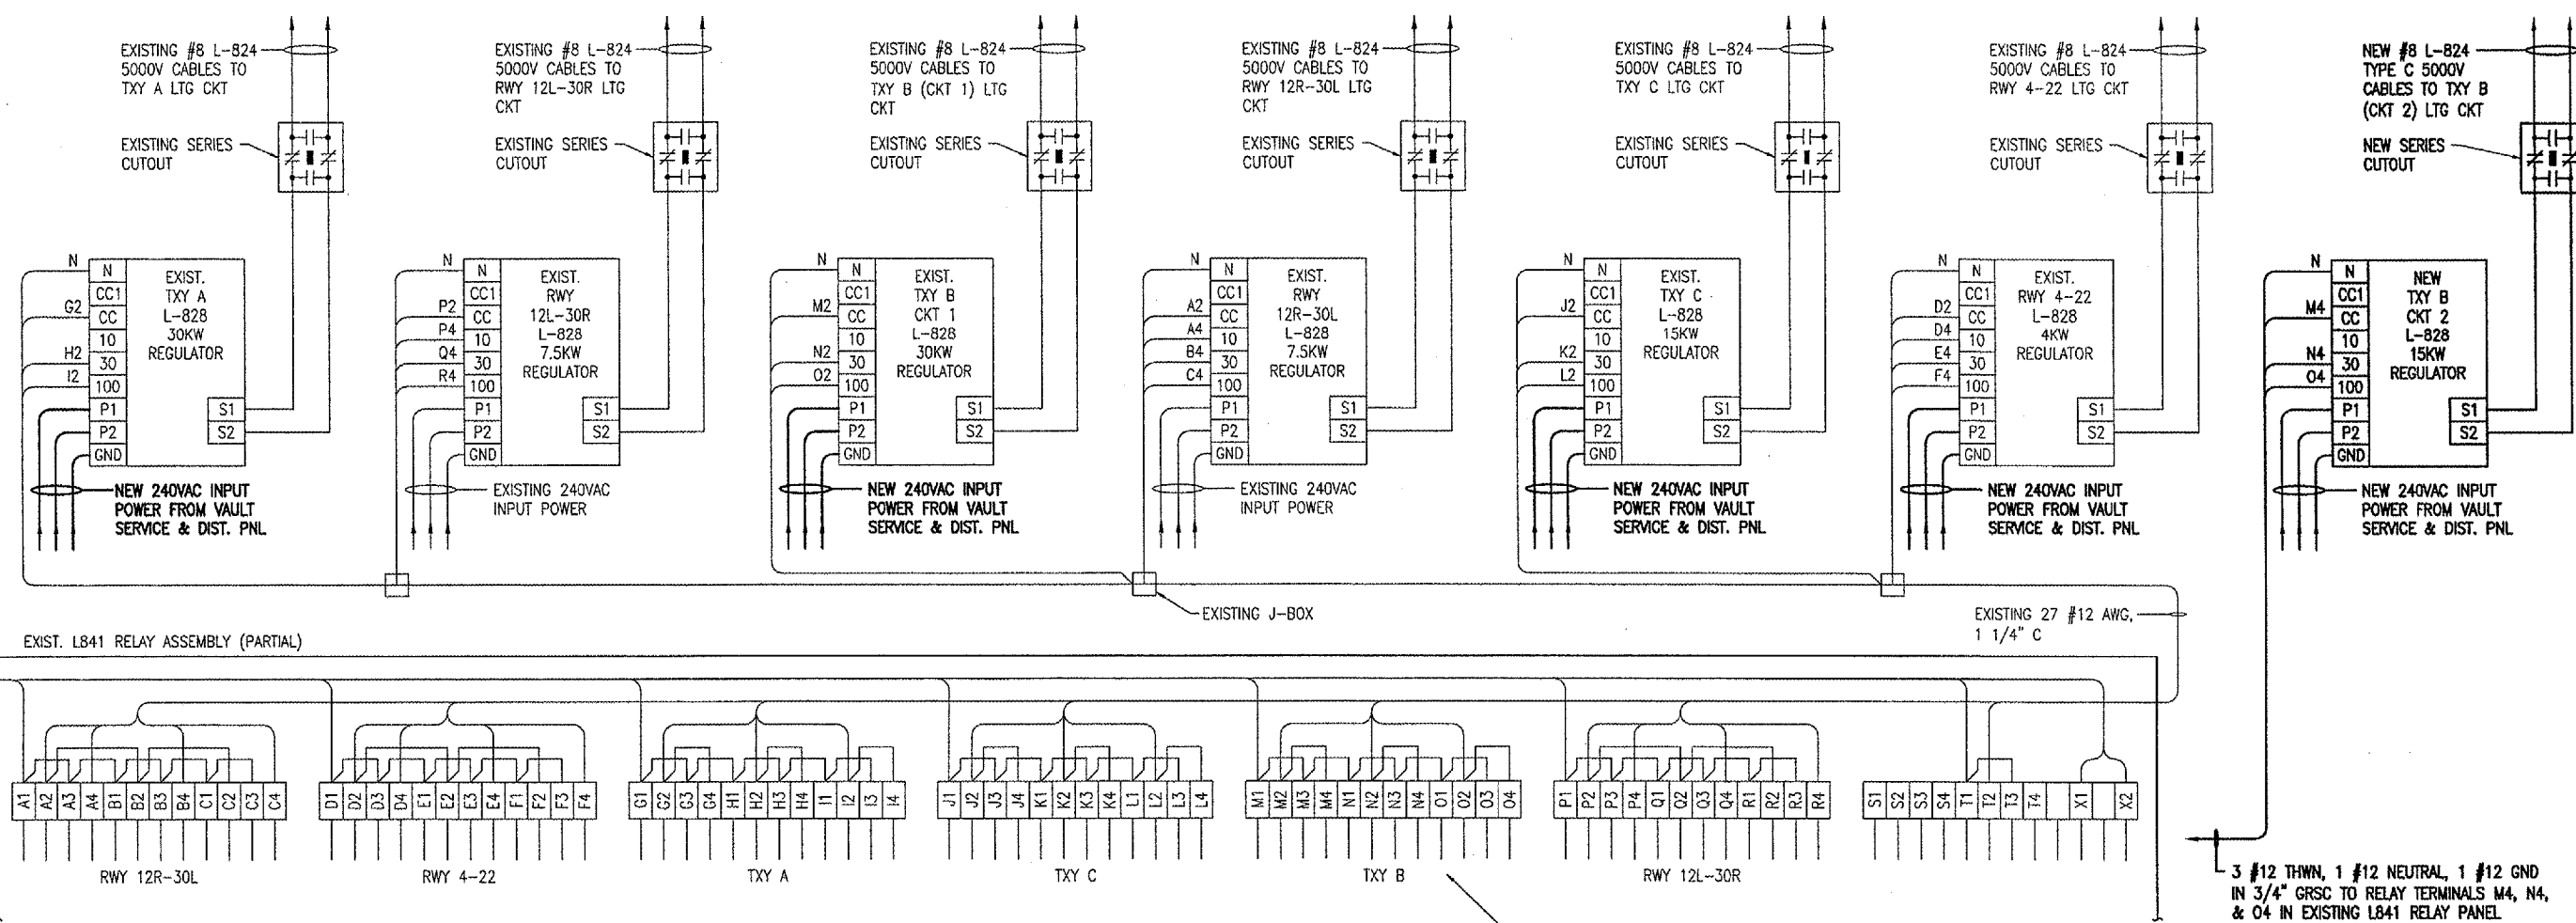 EXISTING #8 L-824
5000V CABLES TO
TXY A LTG CKT
EXISTING SERIES
CUTOUT
EXISTING #8 L-824
5000V CABLES TO
RWY 12L-30R LTG
CKT
EXISTING SERIES
CUTOUT
EXISTING #8 L-824
5000V CABLES TO
TXY B (CKT 1) LTG
CKT
EXISTING SERIES
CUTOUT
EXISTING #8 L-824
5000V CABLES TO
RWY 12R-30L LTG
CKT
EXISTING SERIES
CUTOUT
EXISTING #8 L-824
5000V CABLES TO
TXY C LTG CKT
EXISTING SERIES
CUTOUT
EXISTING #8 L-824
5000V CABLES TO
RWY 4-22 LTG CKT
EXISTING SERIES
CUTOUT
NEW #8 L-824
TYPE C 5000V
CABLES TO TXY B
(CKT 2) LTG CKT
NEW SERIES
CUTOUT
N
G2
H2
I2
N
CC1
CC
10
30
100
P1
P2
GND
EXIST.
TXY A
L-828
30KW
REGULATOR
S1
S2
NEW 240VAC INPUT
POWER FROM VAULT
SERVICE & DIST. PNL
N
P2
P4
Q4
R4
N
CC1
CC
10
30
100
P1
P2
GND
EXIST.
RWY
12L-30R
L-828
7.5KW
REGULATOR
S1
S2
EXISTING 240VAC
INPUT POWER
N
M2
N2
O2
N
CC1
CC
10
30
100
P1
P2
GND
EXIST.
TXY B
CKT 1
L-828
30KW
REGULATOR
S1
S2
NEW 240VAC INPUT
POWER FROM VAULT
SERVICE & DIST. PNL
N
A2
A4
B4
C4
N
CC1
CC
10
30
100
P1
P2
GND
EXIST.
RWY
12R-30L
L-828
7.5KW
REGULATOR
S1
S2
EXISTING 240VAC
INPUT POWER
N
J2
K2
L2
N
CC1
CC
10
30
100
P1
P2
GND
EXIST.
TXY C
L-828
15KW
REGULATOR
S1
S2
NEW 240VAC INPUT
POWER FROM VAULT
SERVICE & DIST. PNL
N
D2
D4
E4
F4
N
CC1
CC
10
30
100
P1
P2
GND
EXIST.
RWY 4-22
L-828
4KW
REGULATOR
S1
S2
NEW 240VAC INPUT
POWER FROM VAULT
SERVICE & DIST. PNL
N
M4
N4
O4
N
CC1
CC
10
30
100
P1
P2
GND
NEW
TXY B
CKT 2
L-828
15KW
REGULATOR
S1
S2
NEW 240VAC INPUT
POWER FROM VAULT
SERVICE & DIST. PNL
EXISTING J-BOX
EXISTING 27 #12 AWG,
1 1/4" C
EXIST. L841 RELAY ASSEMBLY (PARTIAL)
A1 A2 A3 A4 B1 B2 B3 B4 C1 C2 C3 C4
RWY 12R-30L
D1 D2 D3 D4 E1 E2 E3 E4 F1 F2 F3 F4
RWY 4-22
G1 G2 G3 G4 H1 H2 H3 H4 I1 I2 I3 I4
TXY A
J1 J2 J3 J4 K1 K2 K3 K4 L1 L2 L3 L4
TXY C
M1 M2 M3 M4 N1 N2 N3 N4 O1 O2 O3 O4
TXY B
P1 P2 P3 P4 Q1 Q2 Q3 Q4 R1 R2 R3 R4
RWY 12L-30R
S1 S2 S3 S4 T1 T2 T3 T4 X1 X2
3 #12 THWN, 1 #12 NEUTRAL, 1 #12 GND
IN 3/4" GRSC TO RELAY TERMINALS M4, N4,
& O4 IN EXISTING L841 RELAY PANEL